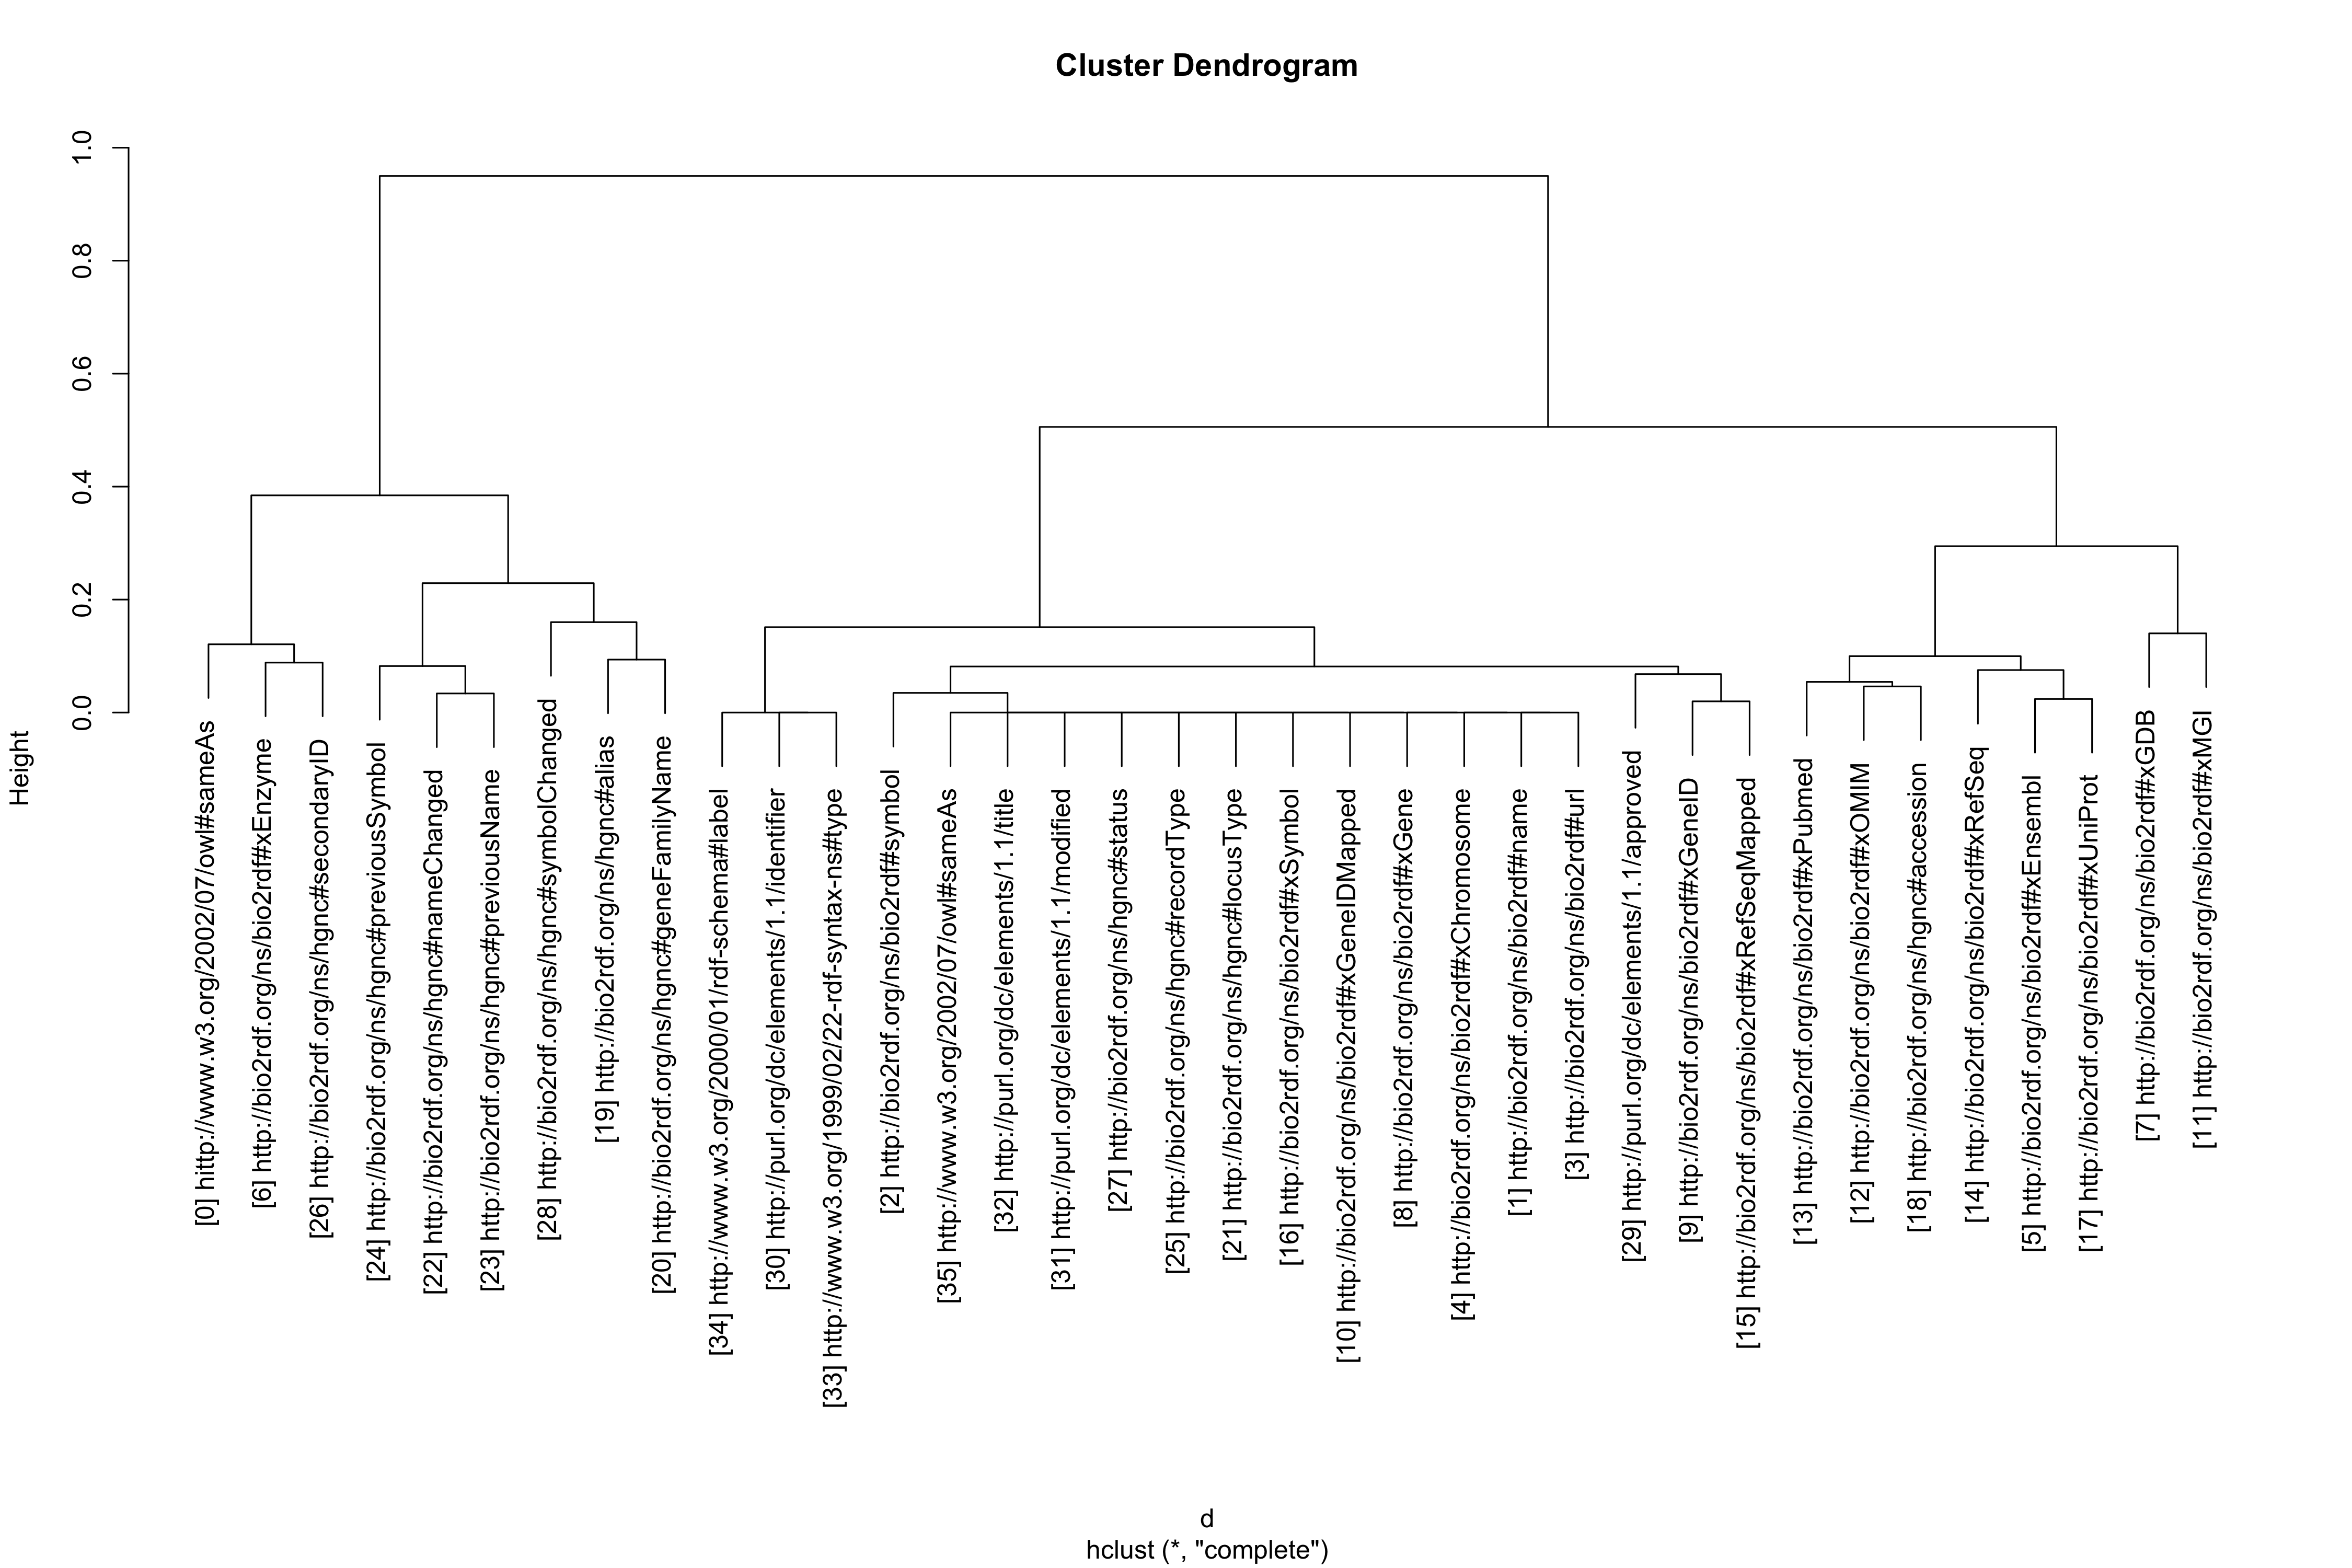 Cluster Dendrogram
1.0
0.8
0.6
0.4
0.2
0.0
Height
[0] hittp://www.w3.org/2002/07/owl#sameAs
[6] http://bio2rdf.org/ns/bio2rdf#xEnzyme
[26] http://bio2rdf.org/ns/hgnc#secondaryID
[24] http://bio2rdf.org/ns/hgnc#previousSymbol
[22] http://bio2rdf.org/ns/hgnc#nameChanged
[23] http://bio2rdf.org/ns/hgnc#previousName
[28] http://bio2rdf.org/ns/hgnc#symbolChanged
[19] http://bio2rdf.org/ns/hgnc#alias
[20] http://bio2rdf.org/ns/hgnc#geneFamilyName
[34] http://www.w3.org/2000/01/rdf-schema#label
[30] http://purl.org/dc/elements/1.1/identifier
[33] http://www.w3.org/1999/02/22-rdf-syntax-ns#type
[2] http://bio2rdf.org/ns/bio2rdf#symbol
[35] http://www.w3.org/2002/07/owl#sameAs
[32] http://purl.org/dc/elements/1.1/title
[31] http://purl.org/dc/elements/1.1/modified
[27] http://bio2rdf.org/ns/hgnc#status
[25] http://bio2rdf.org/ns/hgnc#recordType
[21] http://bio2rdf.org/ns/hgnc#locusType
[16] http://bio2rdf.org/ns/bio2rdf#xSymbol
[10] http://bio2rdf.org/ns/bio2rdf#xGeneIDMapped
[8] http://bio2rdf.org/ns/bio2rdf#xGene
[4] http://bio2rdf.org/ns/bio2rdf#xChromosome
[1] http://bio2rdf.org/ns/bio2rdf#name
[3] http://bio2rdf.org/ns/bio2rdf#url
[29] http://purl.org/dc/elements/1.1/approved
[9] http://bio2rdf.org/ns/bio2rdf#xGeneID
[15] http://bio2rdf.org/ns/bio2rdf#xRefSeqMapped
[13] http://bio2rdf.org/ns/bio2rdf#xPubmed
[12] http://bio2rdf.org/ns/bio2rdf#xOMIM
[18] http://bio2rdf.org/ns/hgnc#accession
[14] http://bio2rdf.org/ns/bio2rdf#xRefSeq
[5] http://bio2rdf.org/ns/bio2rdf#xEnsembl
[17] http://bio2rdf.org/ns/bio2rdf#xUniProt
[7] http://bio2rdf.org/ns/bio2rdf#xGDB
[11] http://bio2rdf.org/ns/bio2rdf#xMGI
d
hclust (*, "complete")